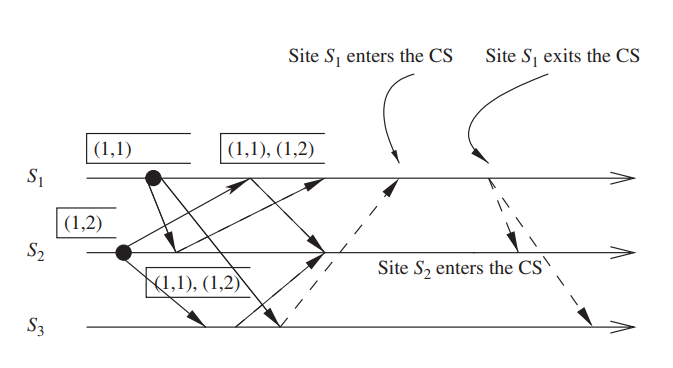 Site S1 enters the CS
Site S1 exits the CS
(1,1)
(1,1), (1,2)
S1
(1,2)
S2
Site S2 enters the CS
(1,1), (1,2)
S3